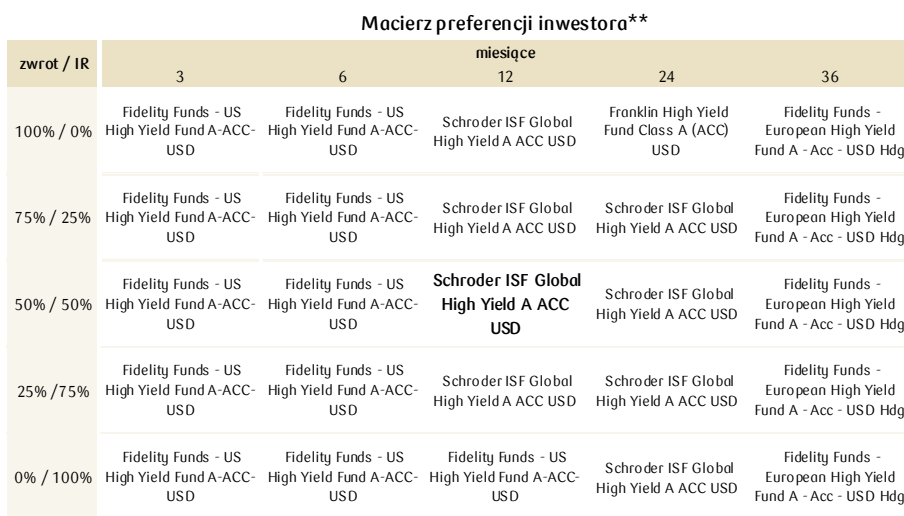 Macierz preferencji inwestora**
zwrot / IR
miesiące
3 6 12 24 36
100% / 0%
Fidelity Funds - US
High Yield Fund A-ACC-
USD
Fidelity Funds - US
High Yield Fund A-ACC-
USD
Schroder ISF Global
High Yield A ACC USD
Franklin High Yield
Fund Class A (ACC)
USD
Fidelity Funds -
European High Yield
Fund A - Acc - USD Hdg
75% / 25%
Fidelity Funds - US
High Yield Fund A-ACC-
USD
Fidelity Funds - US
High Yield Fund A-ACC-
USD
Schroder ISF Global
High Yield A ACC USD
Schroder ISF Global
High Yield A ACC USD
Fidelity Funds -
European High Yield
Fund A - Acc - USD Hdg
50% / 50%
Fidelity Funds - US
High Yield Fund A-ACC-
USD
Fidelity Funds - US
High Yield Fund A-ACC-
USD
Schroder ISF Global
High Yield A ACC
USD
Schroder ISF Global
High Yield A ACC USD
Fidelity Funds -
European High Yield
Fund A - Acc - USD Hdg
25% /75%
Fidelity Funds - US
High Yield Fund A-ACC-
USD
Fidelity Funds - US
High Yield Fund A-ACC-
USD
Schroder ISF Global
High Yield A ACC USD
Schroder ISF Global
High Yield A ACC USD
Fidelity Funds -
European High Yield
Fund A - Acc - USD Hdg
0% / 100%
Fidelity Funds - US
High Yield Fund A-ACC-
USD
Fidelity Funds - US
High Yield Fund A-ACC-
USD
Fidelity Funds - US
High Yield Fund A-ACC-
USD
Schroder ISF Global
High Yield A ACC USD
Fidelity Funds -
European High Yield
Fund A - Acc - USD Hdg